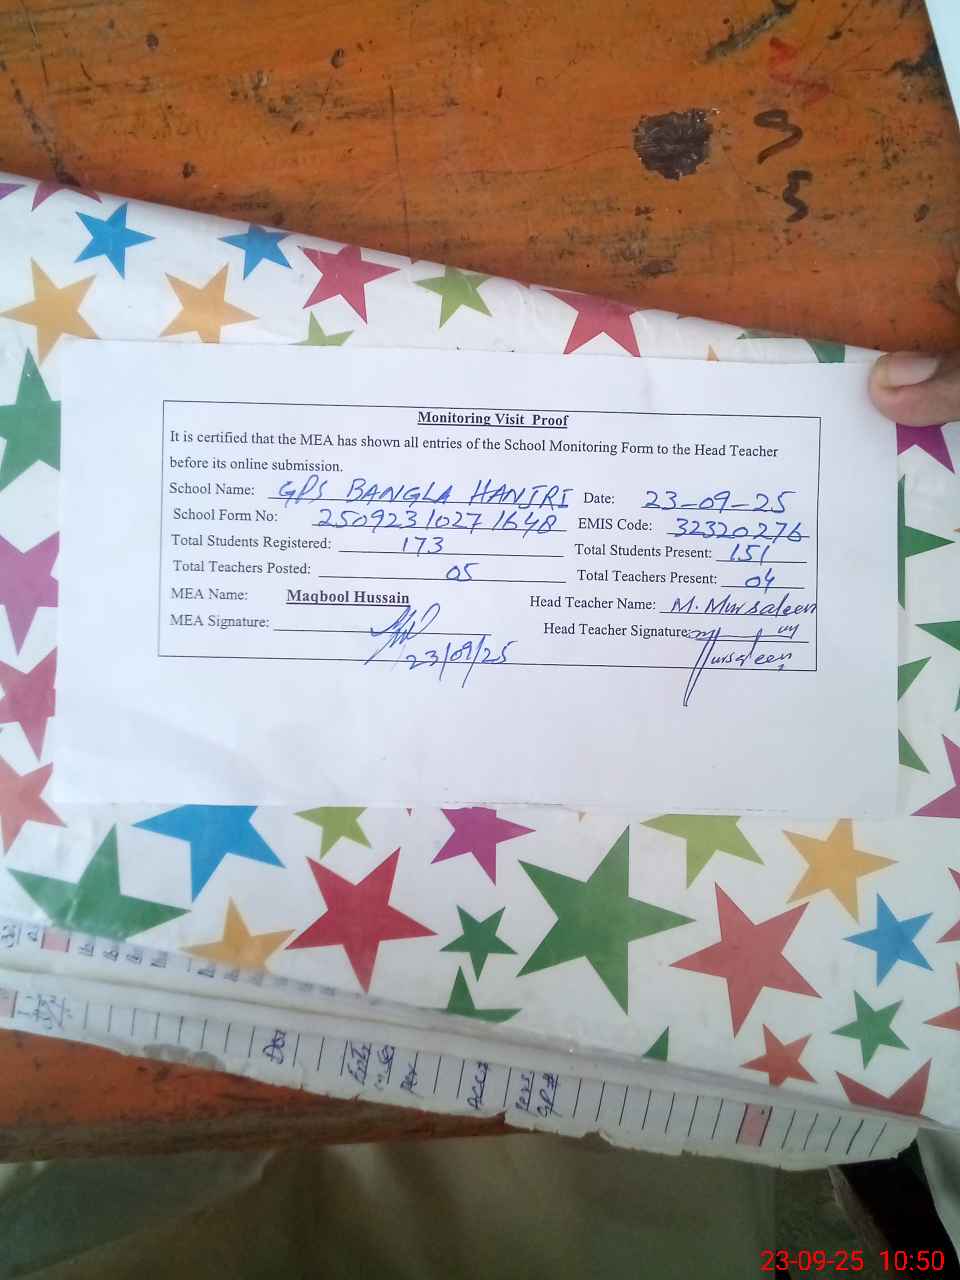 9
5
Monitoring Visit Proof
It is certified that the MEA has shown all entries of the School Monitoring Form to the Head Teacher
before its online submission.
School Name: GPS BANGLA HANJRI Date: 23-09-25
School Form No: 25092310271648 EMIS Code: 32320276
Total Students Registered: 173 Total Students Present: 151
Total Teachers Posted: 05 Total Teachers Present: 04
MEA Name: Maqbool Hussain Head Teacher Name: M. Mursaleen
MEA Signature: Head Teacher Signature:
23/09/25 Mursaleen
23-09-25 10:50